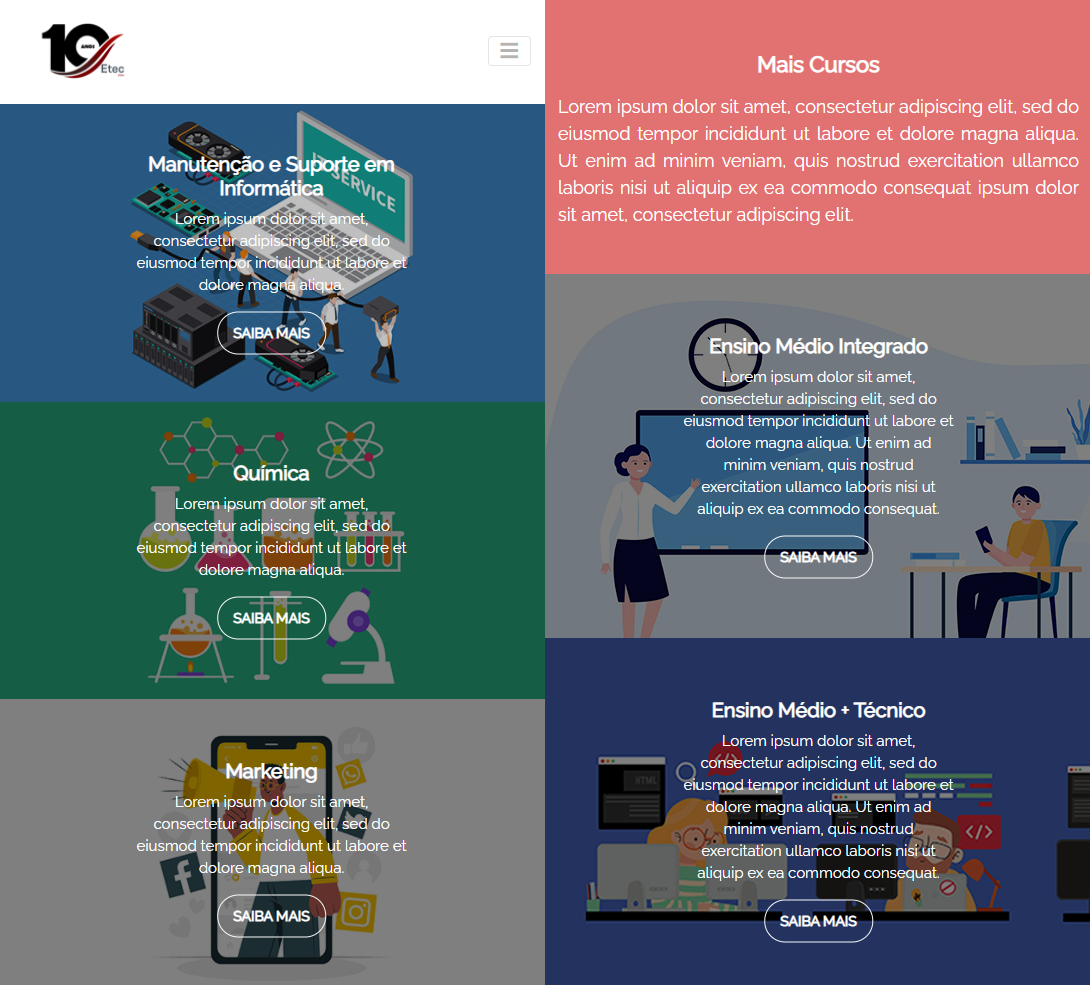 10
ANOS
Etec
Manutenção e Suporte em
Informática
IT SERVICE
Lorem ipsum dolor sit amet,
consectetur adipiscing elit, sed do
eiusmod tempor incididunt ut labore et
dolore magna aliqua.
SAIBA MAIS
Química
Lorem ipsum dolor sit amet,
consectetur adipiscing elit, sed do
eiusmod tempor incididunt ut labore et
dolore magna aliqua.
SAIBA MAIS
Marketing
Lorem ipsum dolor sit amet,
consectetur adipiscing elit, sed do
eiusmod tempor incididunt ut labore et
dolore magna aliqua.
SAIBA MAIS
Mais Cursos
Lorem ipsum dolor sit amet, consectetur adipiscing elit, sed do
eiusmod tempor incididunt ut labore et dolore magna aliqua.
Ut enim ad minim veniam, quis nostrud exercitation ullamco
laboris nisi ut aliquip ex ea commodo consequat ipsum dolor
sit amet, consectetur adipiscing elit.
Ensino Médio Integrado
Lorem ipsum dolor sit amet,
consectetur adipiscing elit, sed do
eiusmod tempor incididunt ut labore et
dolore magna aliqua. Ut enim ad
minim veniam, quis nostrud
exercitation ullamco laboris nisi ut
aliquip ex ea commodo consequat.
SAIBA MAIS
Ensino Médio + Técnico
Lorem ipsum dolor sit amet,
consectetur adipiscing elit, sed do
eiusmod tempor incididunt ut labore et
dolore magna aliqua. Ut enim ad
minim veniam, quis nostrud
exercitation ullamco laboris nisi ut
aliquip ex ea commodo consequat.
HTML
</>
</>
SAIBA MAIS